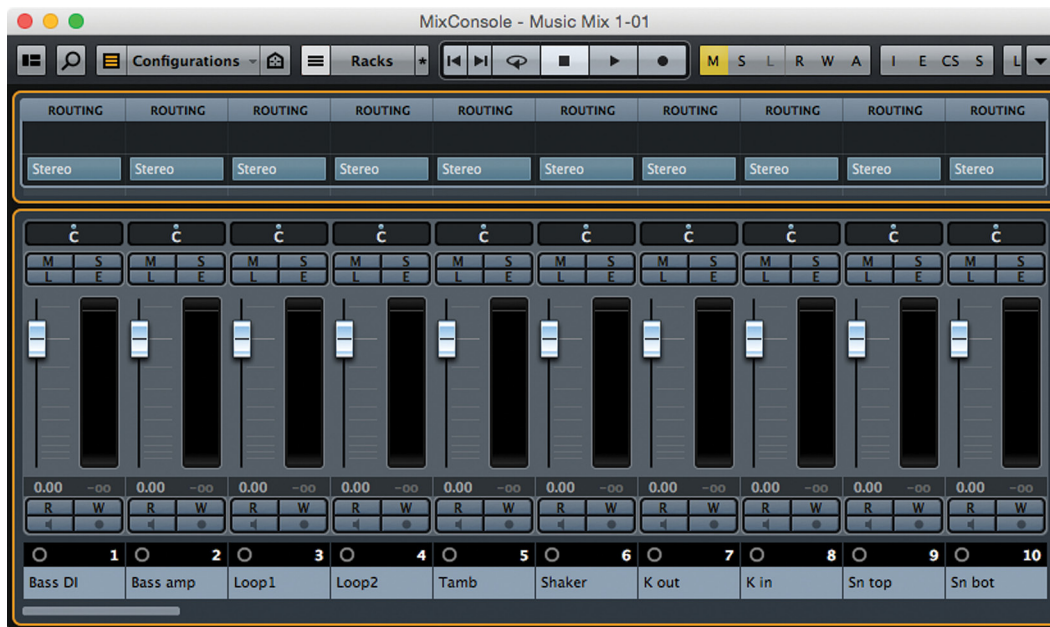 MixConsole - Music Mix 1-01
Configurations Racks * M S L R W A I E CS S L
ROUTING ROUTING ROUTING ROUTING ROUTING ROUTING ROUTING ROUTING ROUTING ROUTING
Stereo Stereo Stereo Stereo Stereo Stereo Stereo Stereo Stereo Stereo
C C C C C C C C C C
M S M S M S M S M S M S M S M S M S M S
L E L E L E L E L E L E L E L E L E L E
0.00 -oo 0.00 -oo 0.00 -oo 0.00 -oo 0.00 -oo 0.00 -oo 0.00 -oo 0.00 -oo 0.00 -oo 0.00 -oo
R W R W R W R W R W R W R W R W R W R W
1 2 3 4 5 6 7 8 9 10
Bass DI Bass amp Loop1 Loop2 Tamb Shaker K out K in Sn top Sn bot